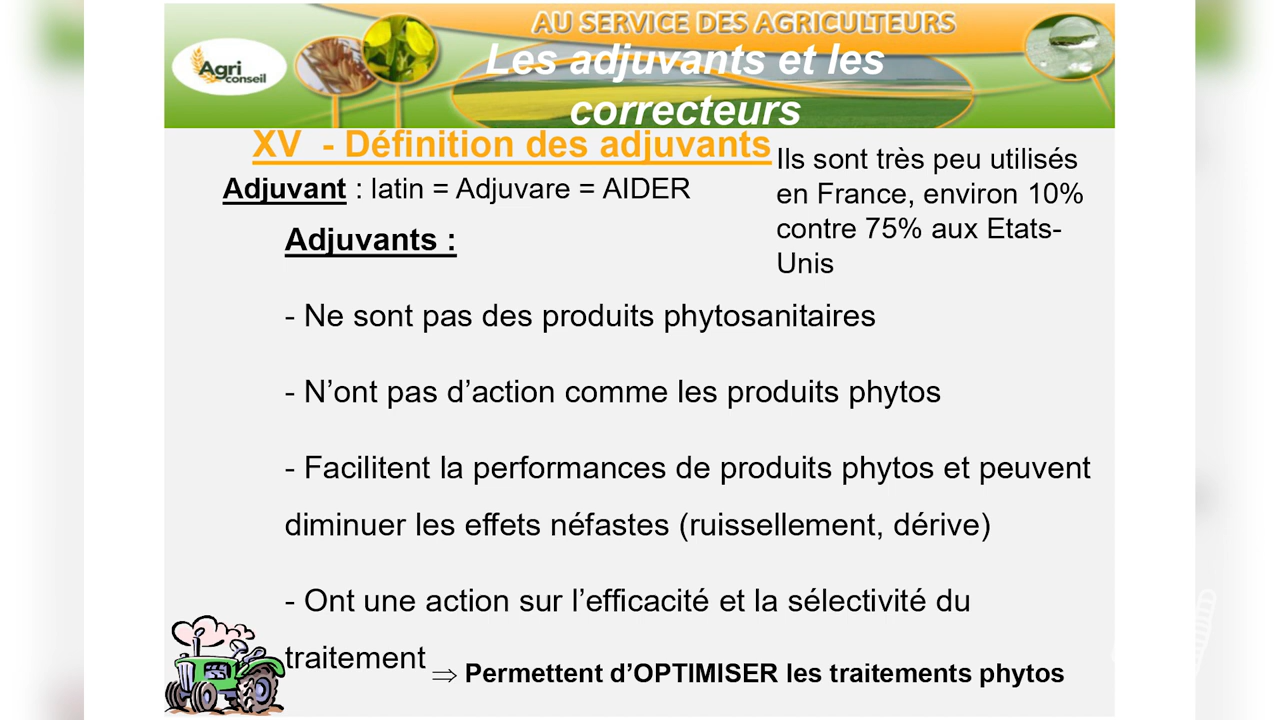 AU SERVICE DES AGRICULTEURS
Agri
conseil
Les adjuvants et les
correcteurs
XV - Définition des adjuvants
Ils sont très peu utilisés
en France, environ 10%
contre 75% aux Etats-
Unis
Adjuvant : latin = Adjuvare = AIDER
Adjuvants :
- Ne sont pas des produits phytosanitaires
- N’ont pas d’action comme les produits phytos
- Facilitent la performances de produits phytos et peuvent
diminuer les effets néfastes (ruissellement, dérive)
- Ont une action sur l’efficacité et la sélectivité du
traitement
⇒ Permettent d’OPTIMISER les traitements phytos